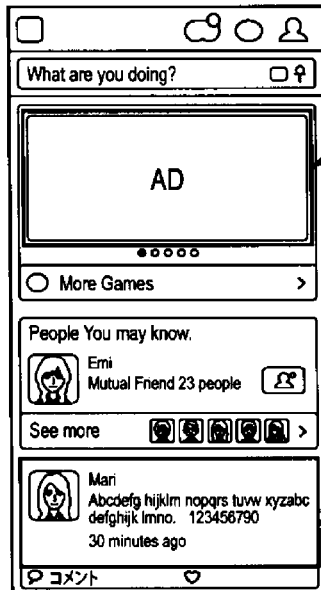 What are you doing?
AD
More Games
People You may know.
Emi
Mutual Friend 23 people
See more
Mari
Abcdefg hijklm nopqrs tuvw xyzabc
defghijk lmno. 123456790
30 minutes ago
コメント